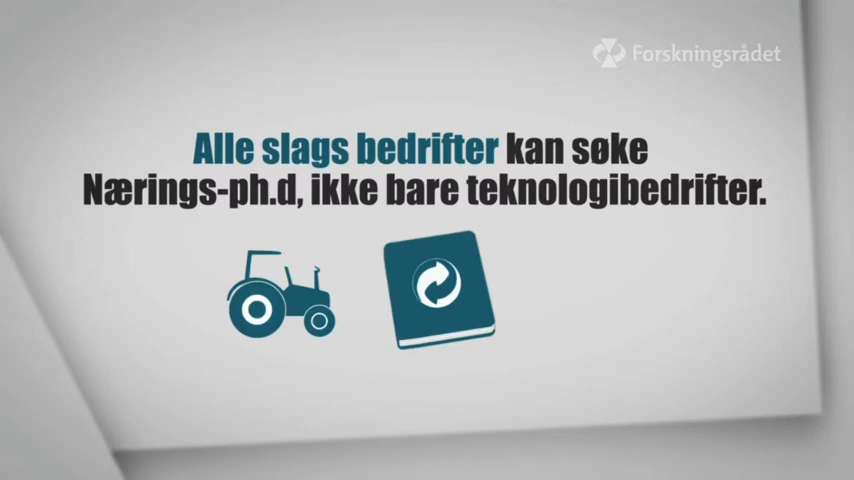 Forskningsrådet
Alle slags bedrifter kan søke
Nærings-ph.d, ikke bare teknologibedrifter.